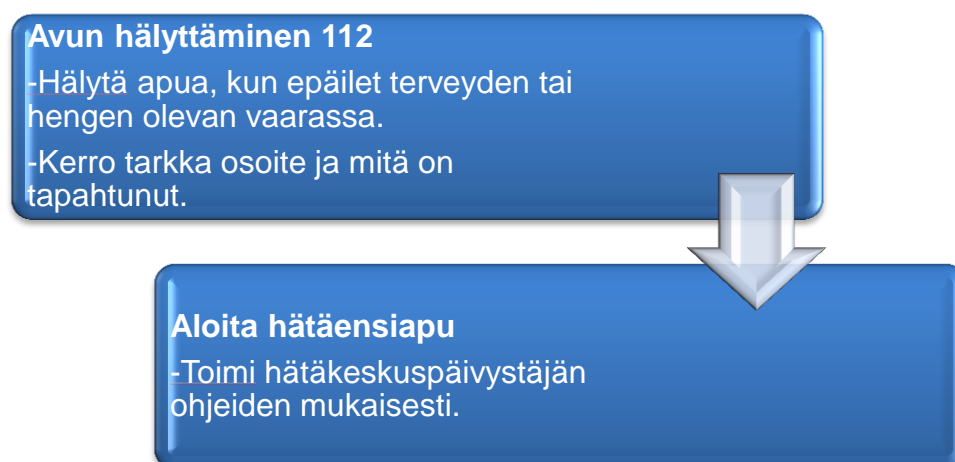 Avun hälyttäminen 112
-Hälytä apua, kun epäilet terveyden tai
hengen olevan vaarassa.
-Kerro tarkka osoite ja mitä on
tapahtunut.
Aloita hätäensiapu
-Toimi hätäkeskuspäivystäjän
ohjeiden mukaisesti.